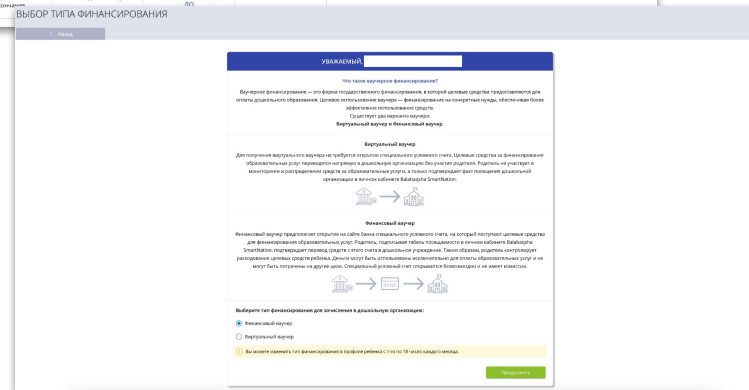 ВЫБОР ТИПА ФИНАНСИРОВАНИЯ
Назад
УВАЖАЕМЫЙ,
Что такое ваучерное финансирование?
Ваучерное финансирование — это форма государственного финансирования, в которой целевые средства предоставляются для
оплаты дошкольного образования. Целевое использование ваучера — финансирование на конкретные нужды, обеспечивая более
эффективное использование средств.
Существует два варианта ваучера:
Виртуальный ваучер и Финансовый ваучер.
Виртуальный ваучер
Для получения виртуального ваучера не требуется открытие специального условного счета. Целевые средства за финансирование
образовательных услуг переводятся напрямую в дошкольную организацию без участия родителя. Родитель не участвует в
мониторинге и распределении средств за образовательные услуги, а только подтверждает факт посещения дошкольной
организации в личном кабинете Balabaqsha SmartNation.
Финансовый ваучер
Финансовый ваучер предполагает открытие на сайте банка специального условного счета, на который поступают целевые средства
для финансирования образовательных услуг. Родитель, подписывая табель посещаемости в личном кабинете Balabaqsha
SmartNation, подтверждает перевод средств с этого счета в дошкольное учреждение. Таким образом, родитель контролирует
расходование целевых средств ребенка. Деньги могут быть использованы исключительно для оплаты образовательных услуг и не
могут быть потрачены на другие цели. Специальный условный счет открывается безвозмездно и не имеет комиссии.
BANK
Выберите тип финансирования для зачисления в дошкольную организацию:
Финансовый ваучер
Виртуальный ваучер
Вы можете изменить тип финансирования в профиле ребенка с 1-го по 18 число каждого месяца.
Продолжить